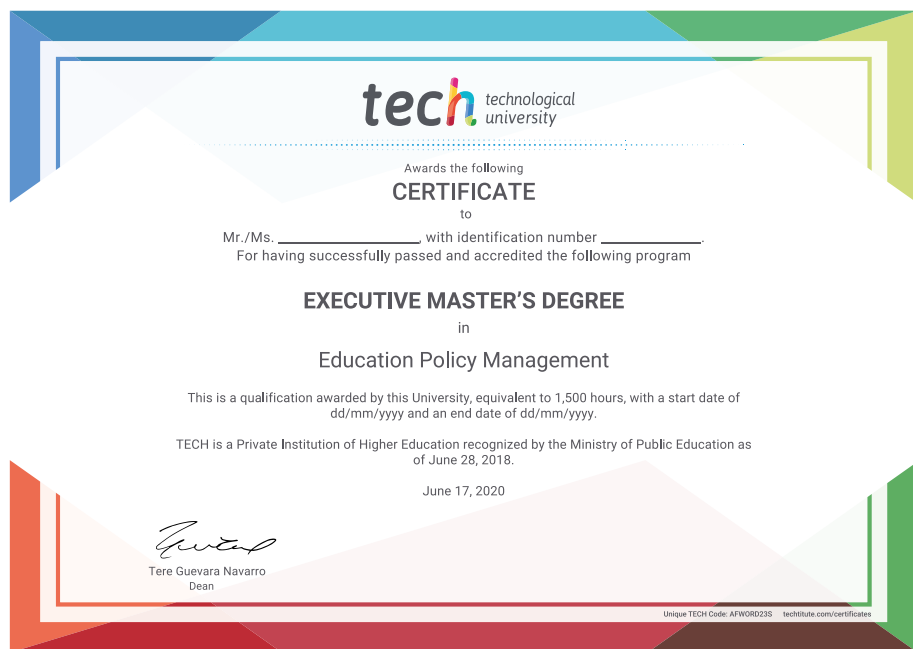 tech technological
university
Awards the following
CERTIFICATE
to
Mr./Ms. ____________________, with identification number ______________.
For having successfully passed and accredited the following program
EXECUTIVE MASTER'S DEGREE
in
Education Policy Management
This is a qualification awarded by this University, equivalent to 1,500 hours, with a start date of
dd/mm/yyyy and an end date of dd/mm/yyyy.
TECH is a Private Institution of Higher Education recognized by the Ministry of Public Education as
of June 28, 2018.
June 17, 2020
Tere Guevara Navarro
Dean
Unique TECH Code: AFWORD23S techtitute.com/certificates